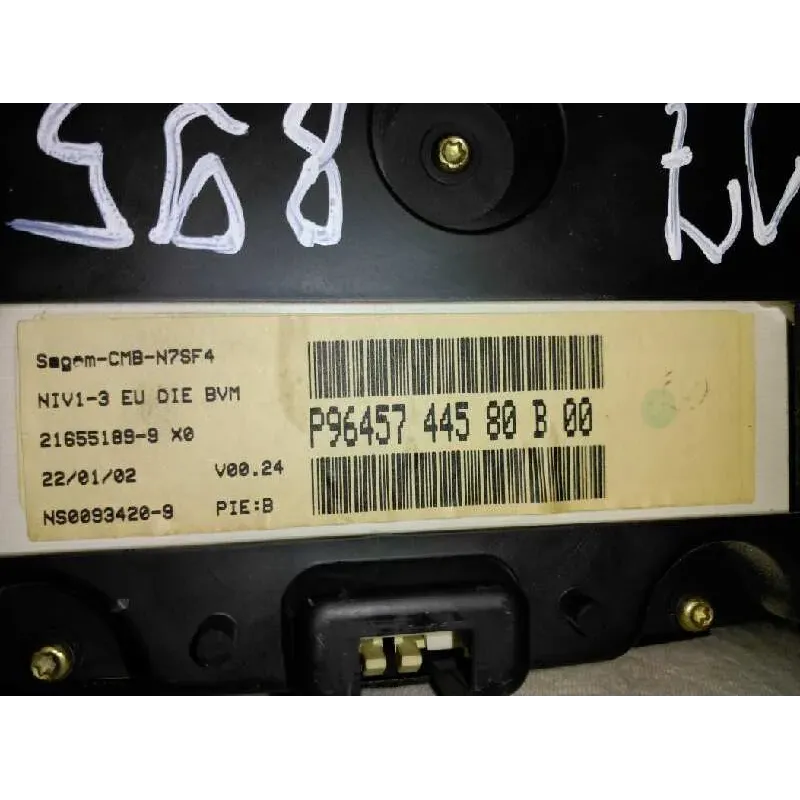 Sagem-CMB-N7SF4
NIV1-3 EU DIE BVM
21655189-9 X0
22/01/02 V00.24
NS0093420-9 PIE:B
P96457 445 80 B 00